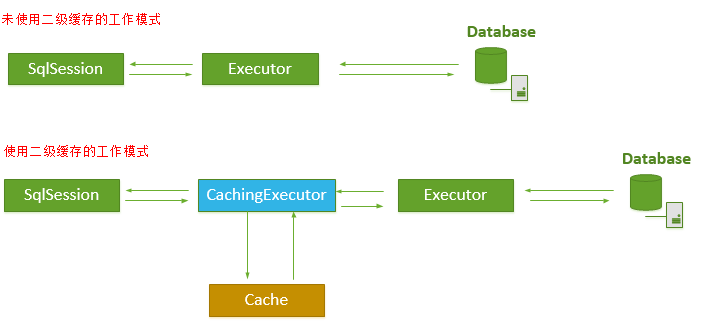 未使用二级缓存的工作模式
Database
SqlSession
Executor
使用二级缓存的工作模式
Database
SqlSession
CachingExecutor
Executor
Cache